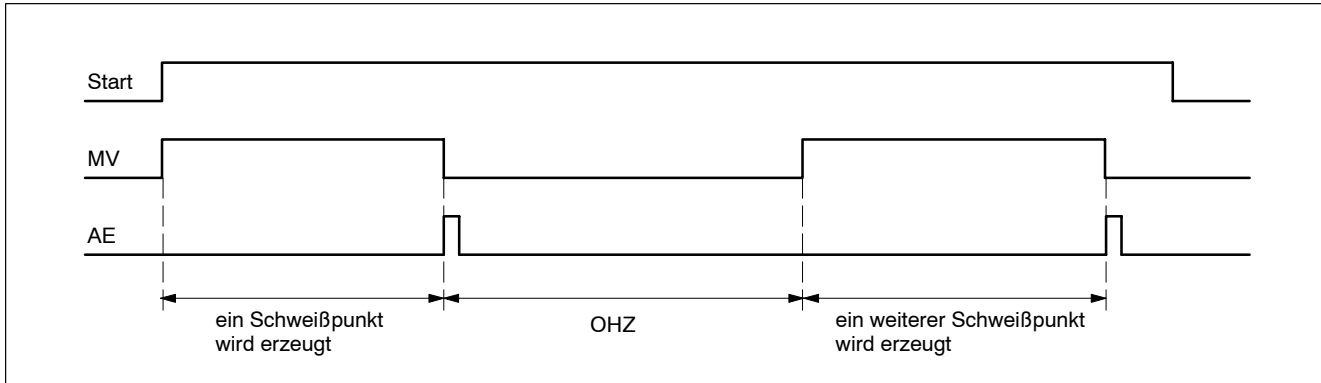 Start
MV
AE
ein Schweißpunkt
wird erzeugt
OHZ
ein weiterer Schweißpunkt
wird erzeugt